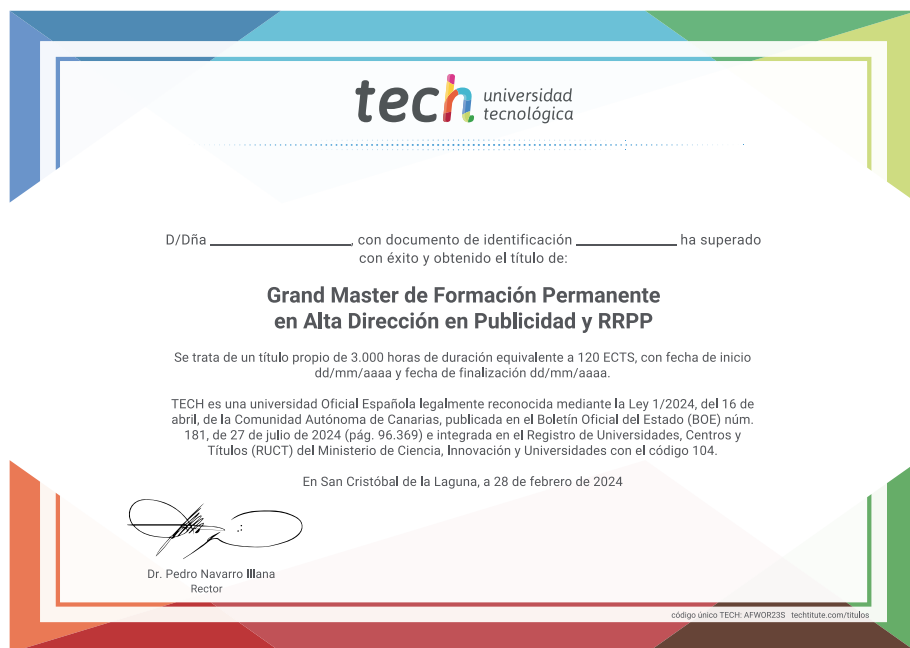 tech universidad
tecnológica
D/Dña ______________, con documento de identificación __________ ha superado
con éxito y obtenido el título de:
Grand Master de Formación Permanente
en Alta Dirección en Publicidad y RRPP
Se trata de un título propio de 3.000 horas de duración equivalente a 120 ECTS, con fecha de inicio
dd/mm/aaaa y fecha de finalización dd/mm/aaaa.
TECH es una universidad Oficial Española legalmente reconocida mediante la Ley 1/2024, del 16 de
abril, de la Comunidad Autónoma de Canarias, publicada en el Boletín Oficial del Estado (BOE) núm.
181, de 27 de julio de 2024 (pág. 96.369) e integrada en el Registro de Universidades, Centros y
Títulos (RUCT) del Ministerio de Ciencia, Innovación y Universidades con el código 104.
En San Cristóbal de la Laguna, a 28 de febrero de 2024
Dr. Pedro Navarro Illana
Rector
código único TECH: AFWOR23S techtitute.com/titulos